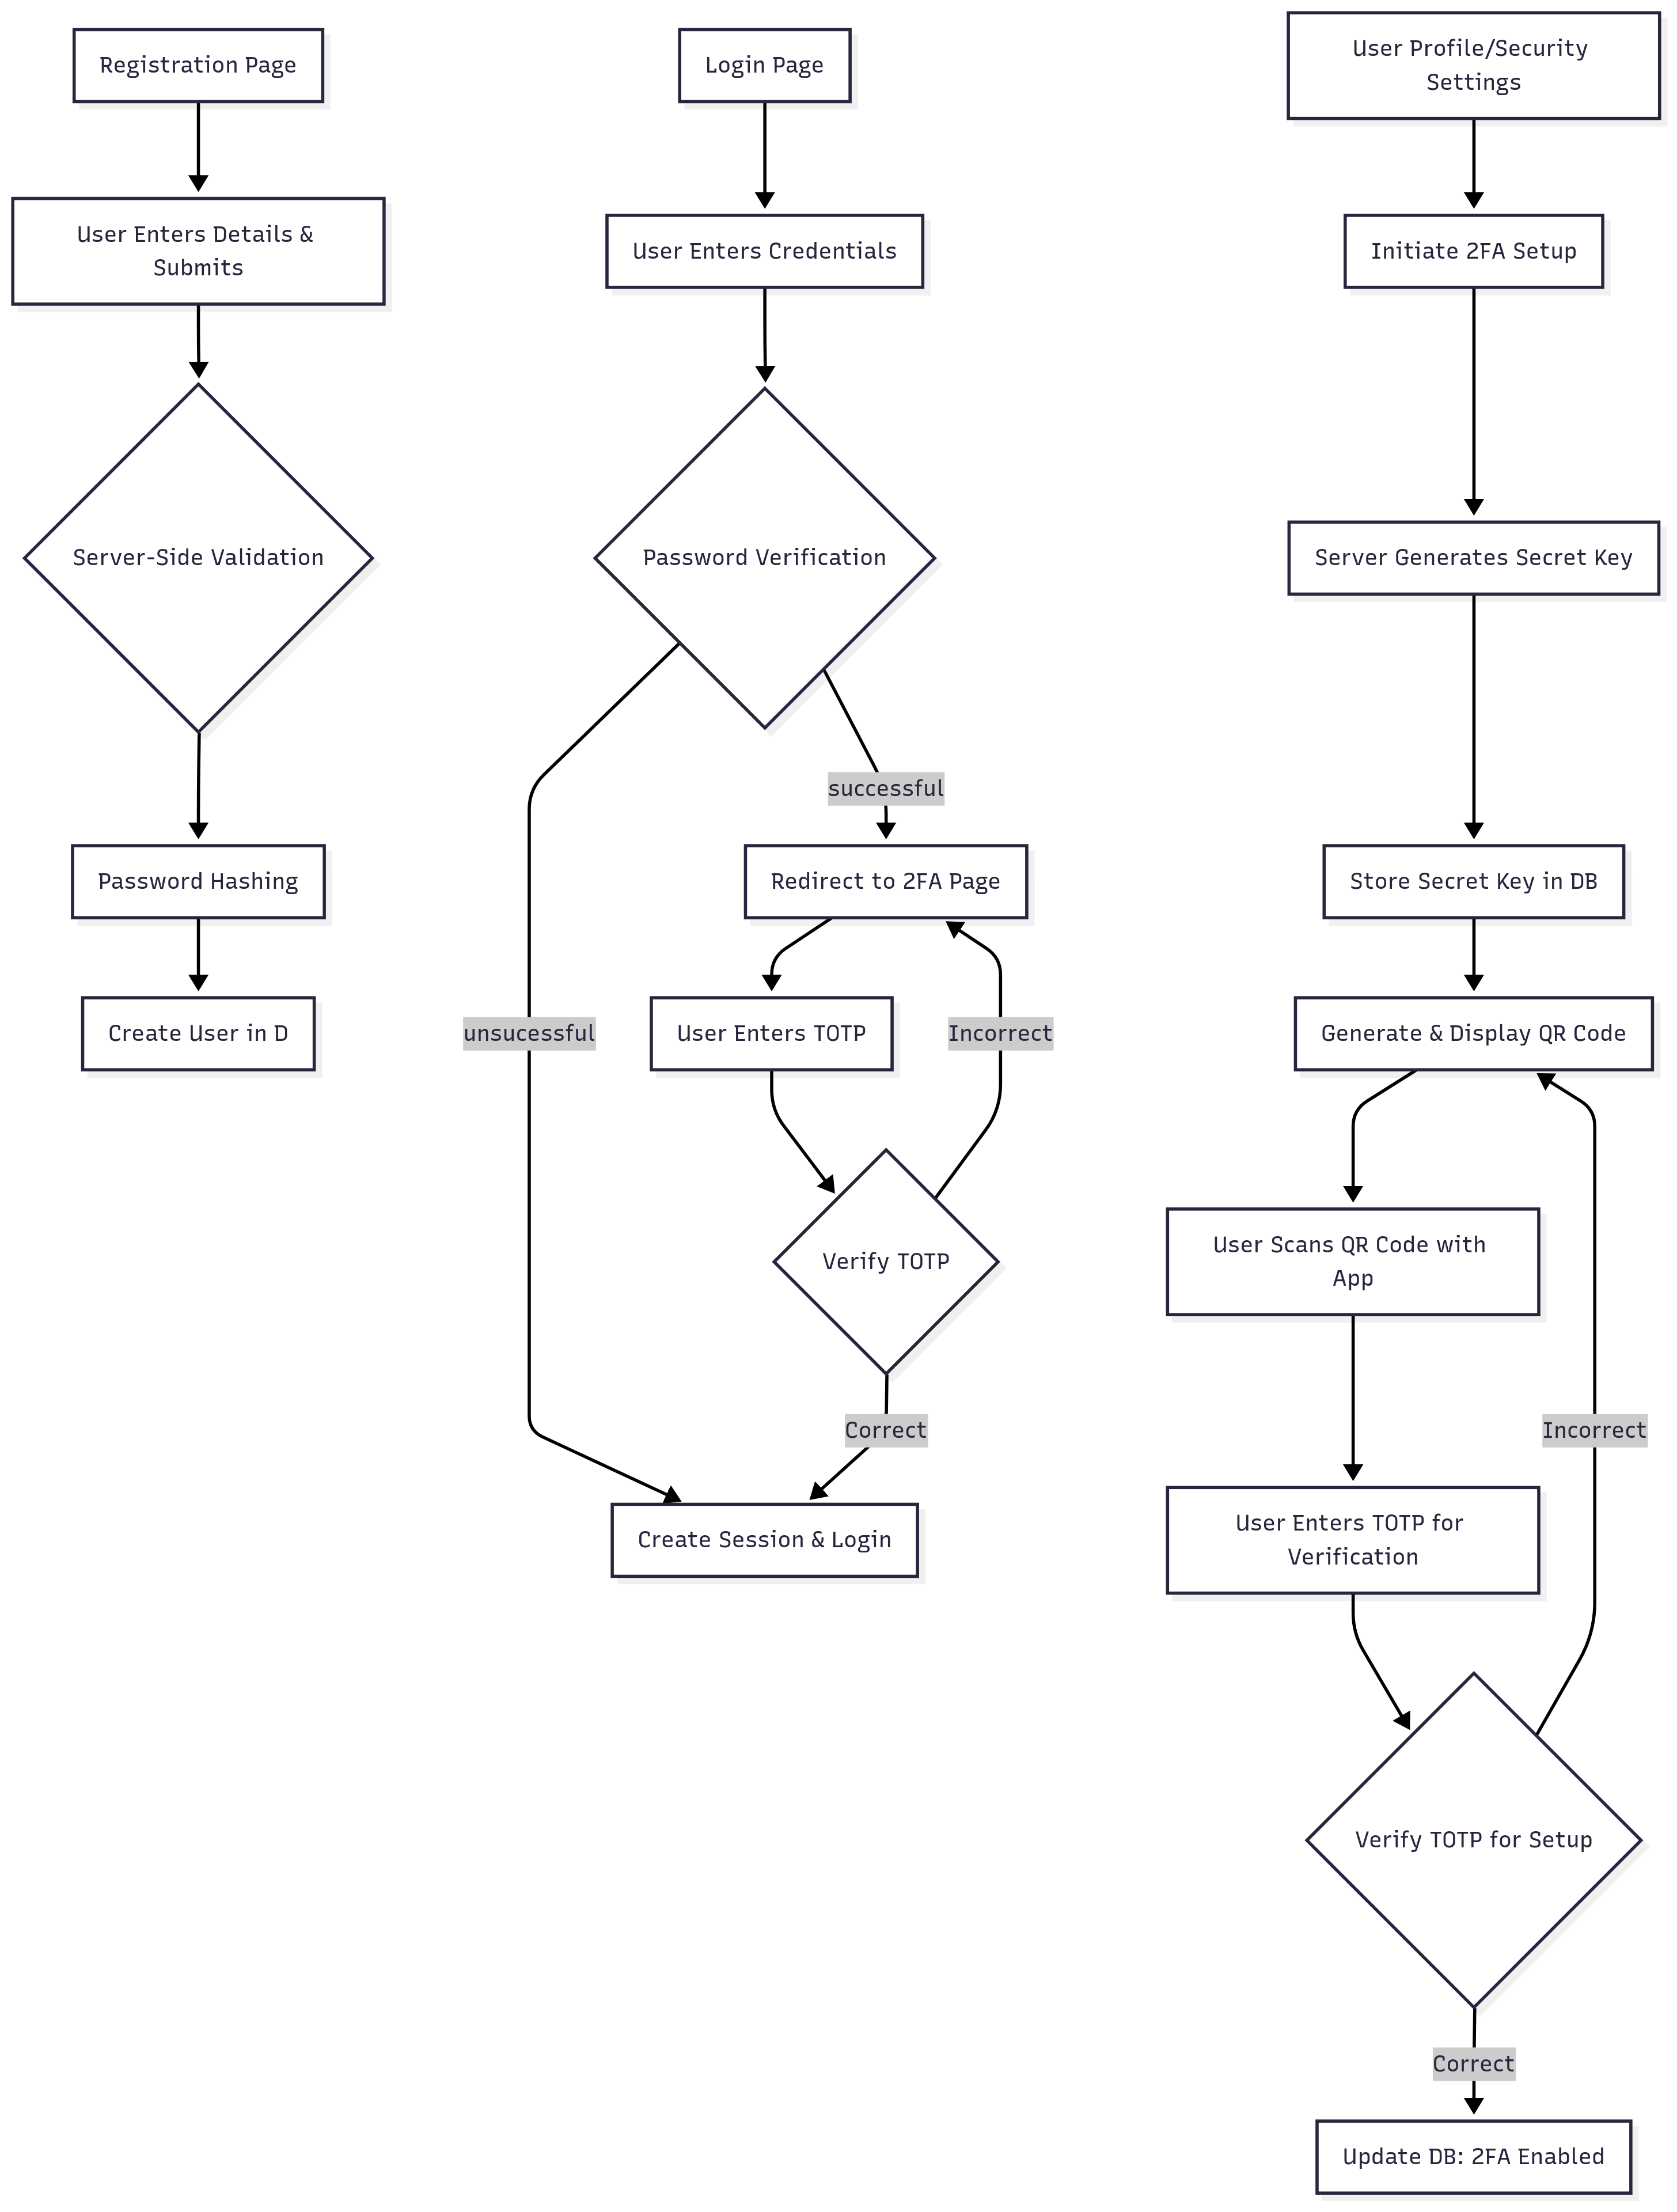 Registration Page
User Enters Details &
Submits
Server-Side Validation
Password Hashing
Create User in D
Login Page
User Enters Credentials
Password Verification
successful
Redirect to 2FA Page
unsucessful
User Enters TOTP
Incorrect
Verify TOTP
Correct
Create Session & Login
User Profile/Security
Settings
Initiate 2FA Setup
Server Generates Secret Key
Store Secret Key in DB
Generate & Display QR Code
User Scans QR Code with
App
Incorrect
User Enters TOTP for
Verification
Verify TOTP for Setup
Correct
Update DB: 2FA Enabled